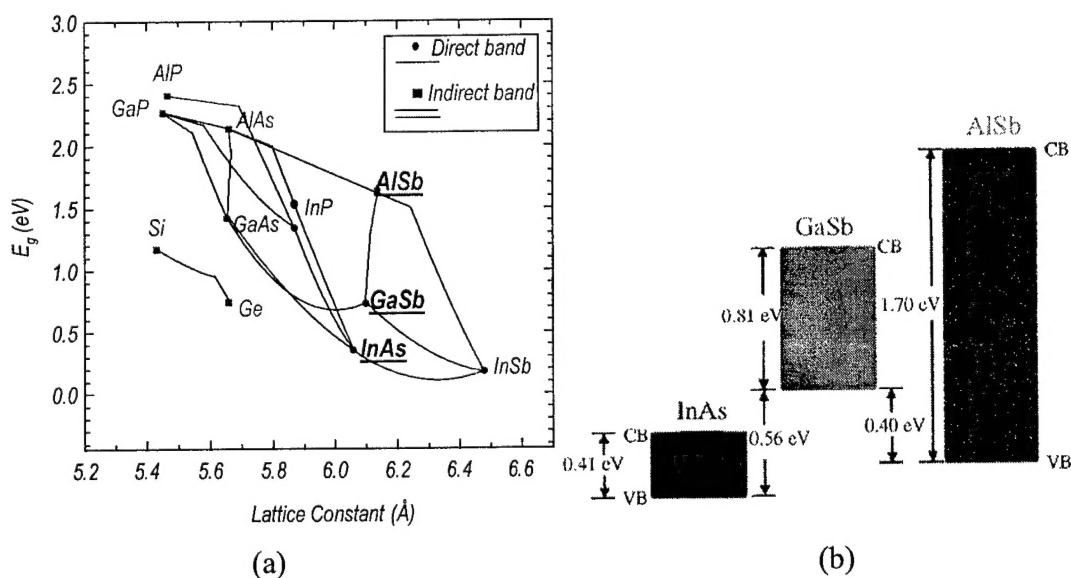 3.0
2.5
2.0
1.5
1.0
0.5
0.0
E_g (eV)
5.2 5.4 5.6 5.8 6.0 6.2 6.4 6.6
Lattice Constant (Å)
Direct band
Indirect band
AlP
GaP
AlAs
AlSb
InP
GaAs
Si
GaSb
Ge
InAs
InSb
(a)
AlSb
CB
GaSb
CB
0.81 eV
1.70 eV
InAs
0.56 eV
0.40 eV
CB
0.41 eV
VB
VB
(b)